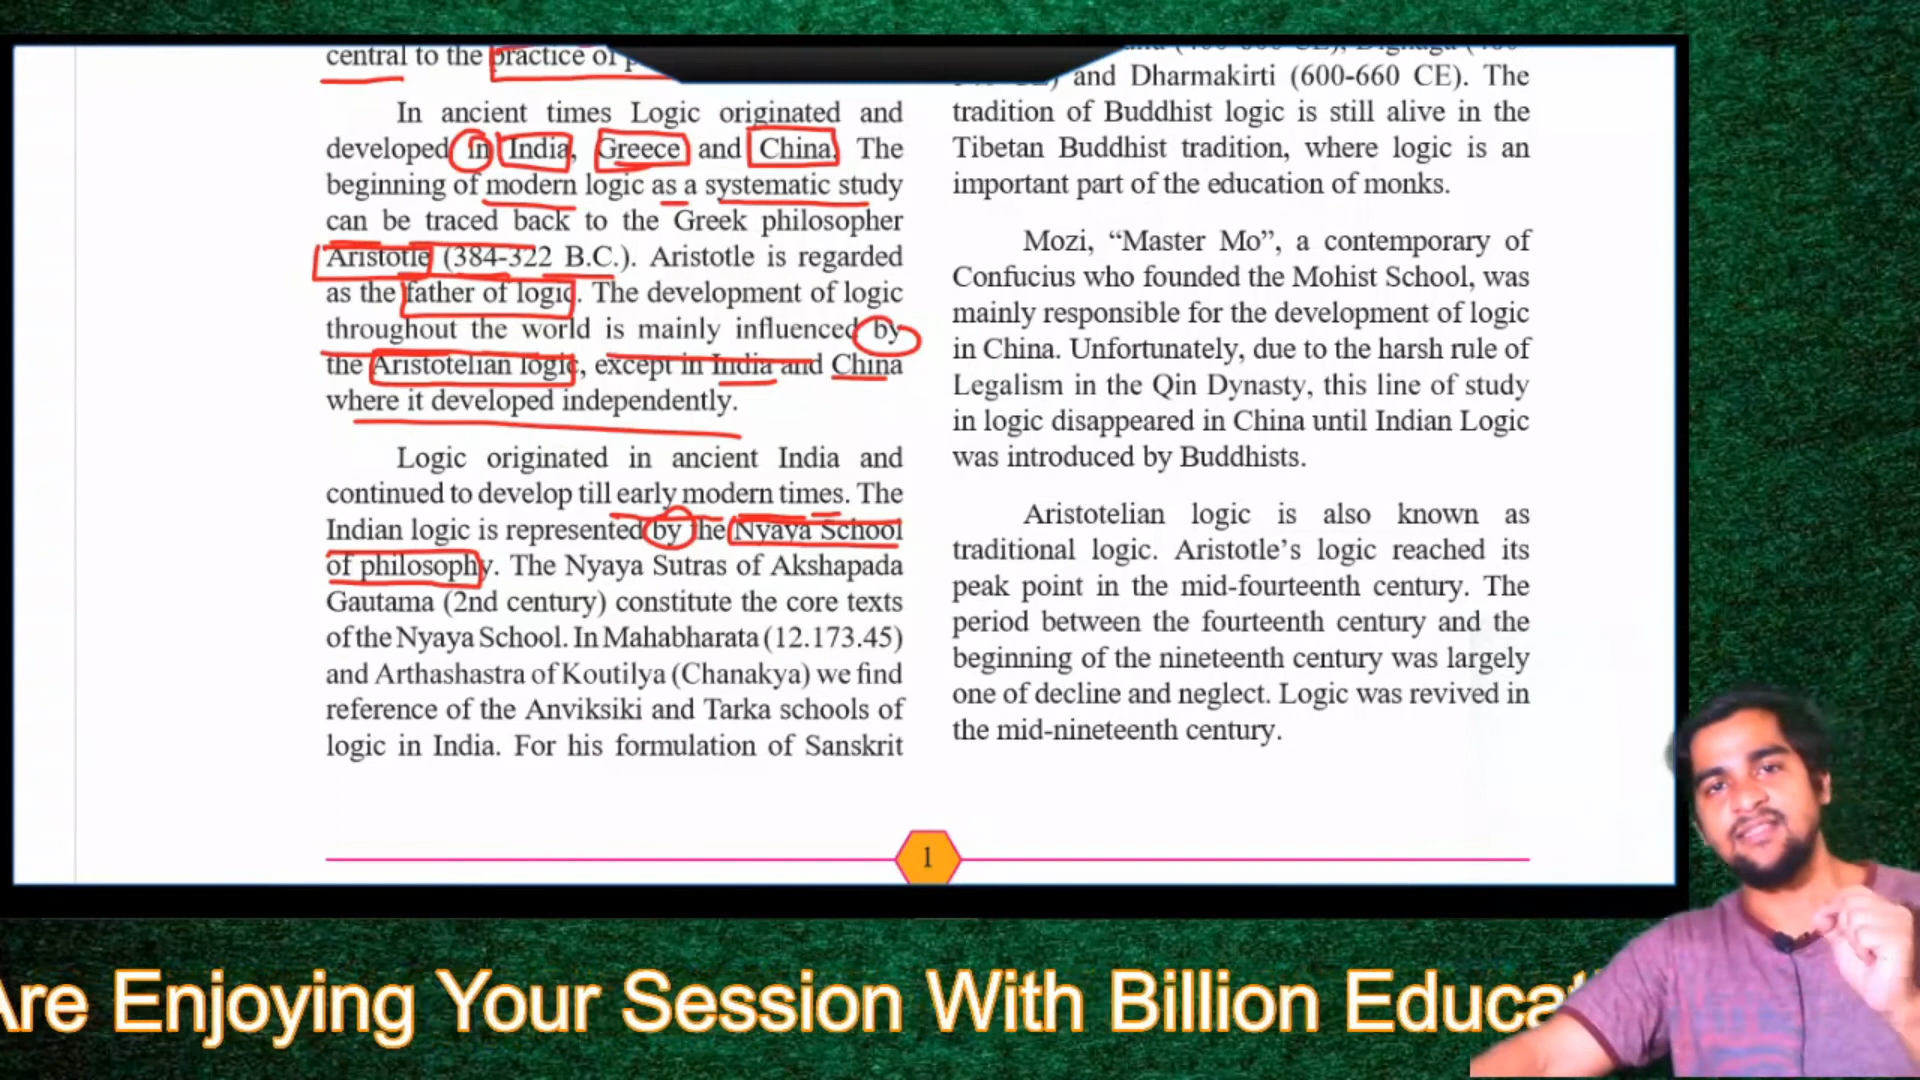 central to the practice of
In ancient times Logic originated and
developed in India, Greece and China. The
beginning of modern logic as a systematic study
can be traced back to the Greek philosopher
Aristotle (384-322 B.C.). Aristotle is regarded
as the father of logic. The development of logic
throughout the world is mainly influenced by
the Aristotelian logic, except in India and China
where it developed independently.
Logic originated in ancient India and
continued to develop till early modern times. The
Indian logic is represented by the Nyaya School
of philosophy. The Nyaya Sutras of Akshapada
Gautama (2nd century) constitute the core texts
of the Nyaya School. In Mahabharata (12.173.45)
and Arthashastra of Koutilya (Chanakya) we find
reference of the Anviksiki and Tarka schools of
logic in India. For his formulation of Sanskrit
and Dharmakirti (600-660 CE). The
tradition of Buddhist logic is still alive in the
Tibetan Buddhist tradition, where logic is an
important part of the education of monks.
Mozi, “Master Mo”, a contemporary of
Confucius who founded the Mohist School, was
mainly responsible for the development of logic
in China. Unfortunately, due to the harsh rule of
Legalism in the Qin Dynasty, this line of study
in logic disappeared in China until Indian Logic
was introduced by Buddhists.
Aristotelian logic is also known as
traditional logic. Aristotle’s logic reached its
peak point in the mid-fourteenth century. The
period between the fourteenth century and the
beginning of the nineteenth century was largely
one of decline and neglect. Logic was revived in
the mid-nineteenth century.
1
Are Enjoying Your Session With Billion Educa